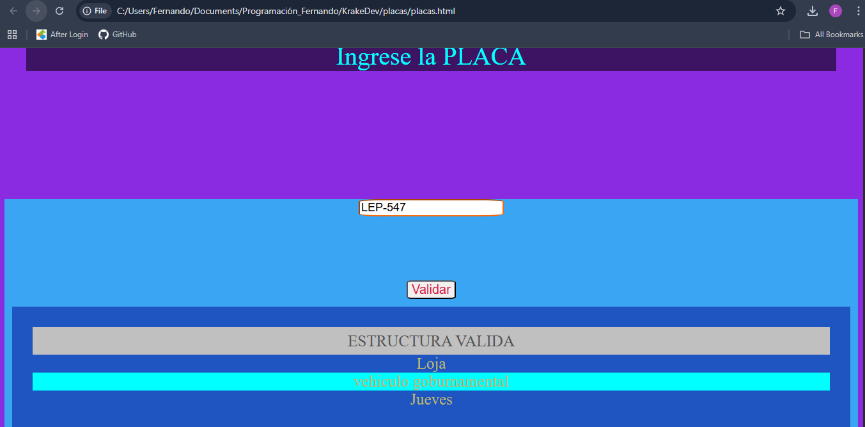 File
C:/Users/Fernando/Documents/Programación_Fernando/KrakeDev/placas/placas.html
F
After Login
GitHub
All Bookmarks
Ingrese la PLACA
LEP-547
Validar
ESTRUCTURA VALIDA
Loja
vehiculo goburnamental
Jueves